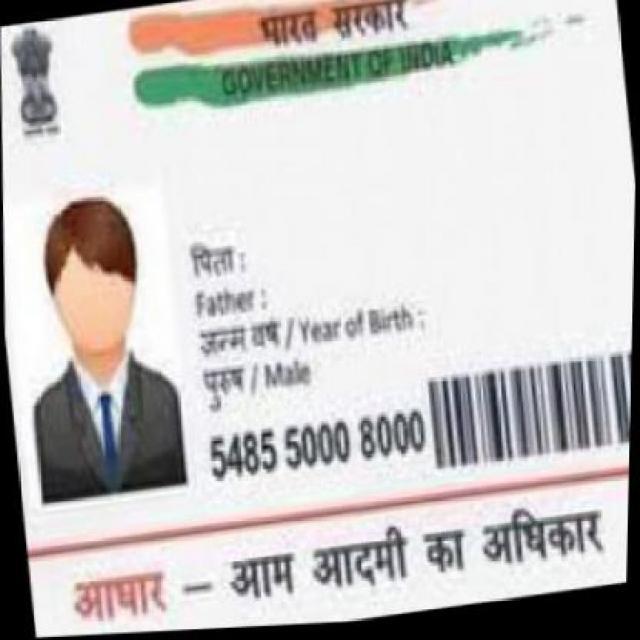 भारत सरकार
GOVERNMENT OF INDIA
पिता :
Father :
जन्म वर्ष / Year of Birth :
पुरुष / Male
5485 5000 8000
आधार – आम आदमी का अधिकार